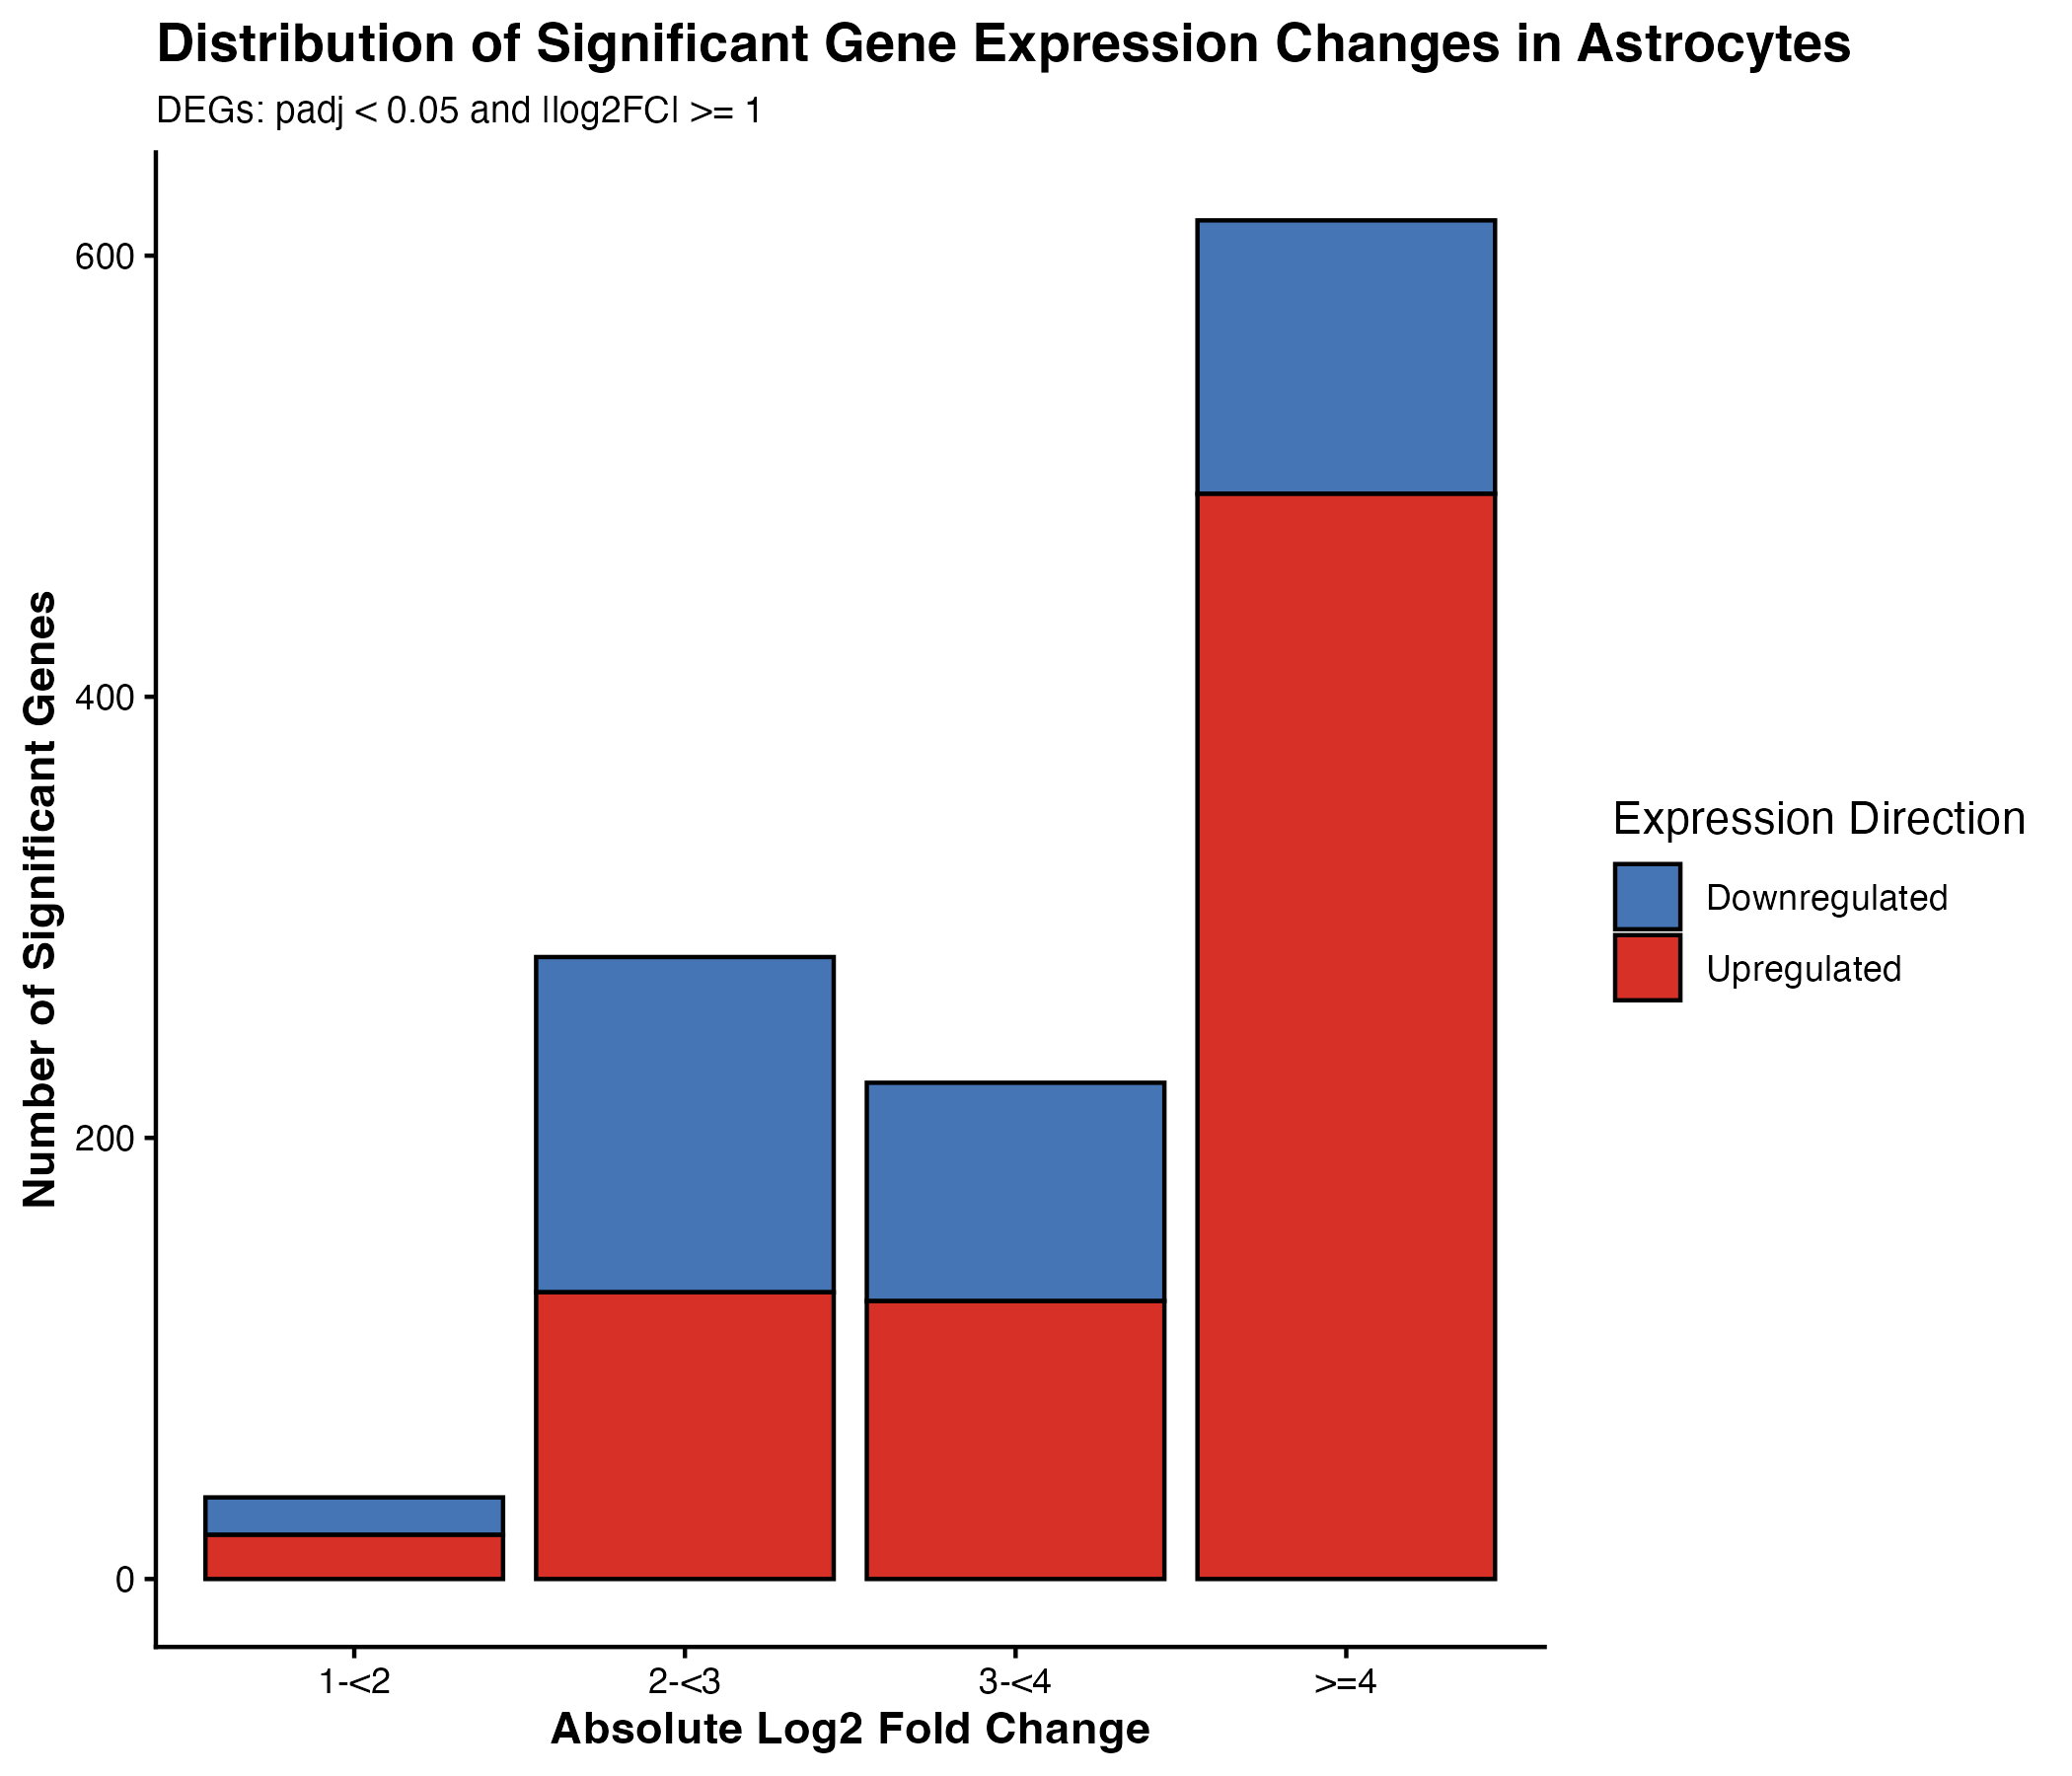 Distribution of Significant Gene Expression Changes in Astrocytes
DEGs: padj < 0.05 and |log2FC| >= 1
Number of Significant Genes
600
400
200
0
1-<2
2-<3
3-<4
>=4
Absolute Log2 Fold Change
Expression Direction
Downregulated
Upregulated